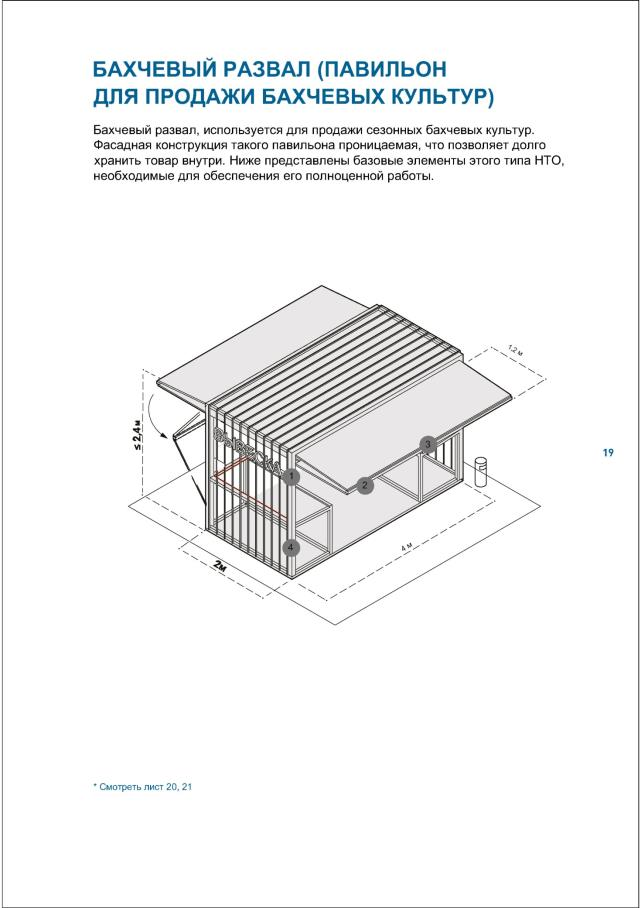 БАХЧЕВЫЙ РАЗВАЛ (ПАВИЛЬОН
ДЛЯ ПРОДАЖИ БАХЧЕВЫХ КУЛЬТУР)
Бахчевый развал, используется для продажи сезонных бахчевых культур.
Фасадная конструкция такого павильона проницаемая, что позволяет долго
хранить товар внутри. Ниже представлены базовые элементы этого типа НТО,
необходимые для обеспечения его полноценной работы.
1,2 м
≤ 2,4м
ВЫВЕСКА
3
19
1
2
4
4 м
2м
* Смотреть лист 20, 21